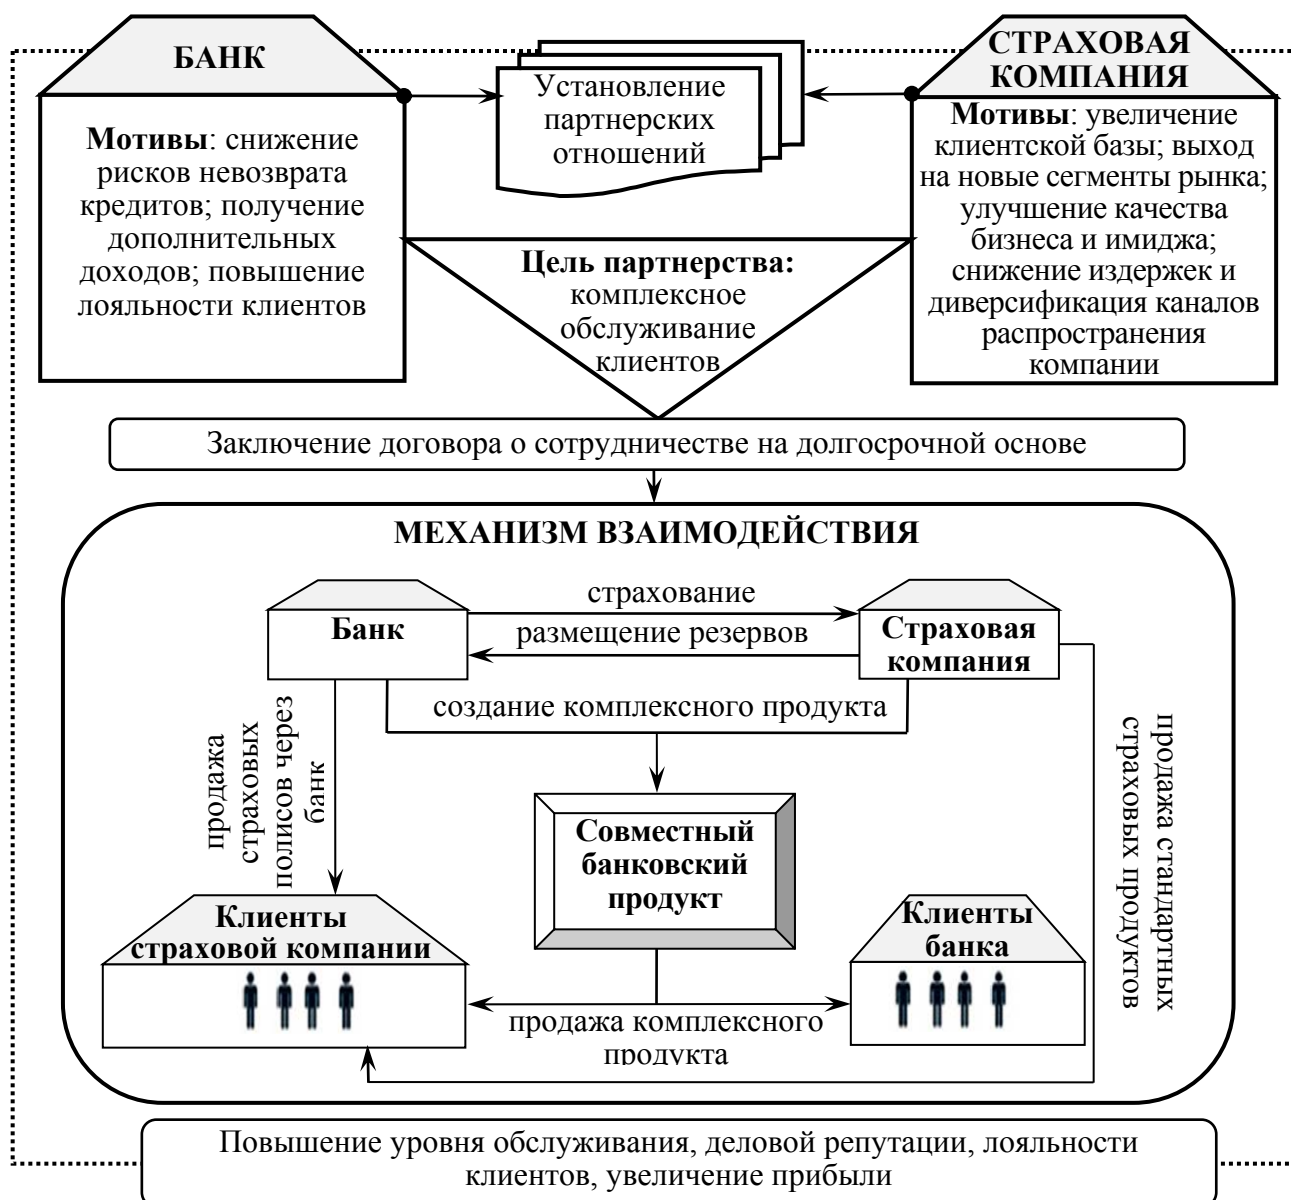 БАНК
Мотивы: снижение
рисков невозврата
кредитов; получение
дополнительных
доходов; повышение
лояльности клиентов
Установление
партнерских
отношений
СТРАХОВАЯ
КОМПАНИЯ
Мотивы: увеличение
клиентской базы; выход
на новые сегменты рынка;
улучшение качества
бизнеса и имиджа;
снижение издержек и
диверсификация каналов
распространения
компании
Цель партнерства:
комплексное
обслуживание
клиентов
Заключение договора о сотрудничестве на долгосрочной основе
МЕХАНИЗМ ВЗАИМОДЕЙСТВИЯ
Банк
страхование
размещение резервов
Страховая
компания
создание комплексного продукта
продажа
страховых
полисов через
банк
продажа стандартных
страховых продуктов
Совместный
банковский
продукт
Клиенты
страховой компании
Клиенты
банка
продажа комплексного
продукта
Повышение уровня обслуживания, деловой репутации, лояльности
клиентов, увеличение прибыли